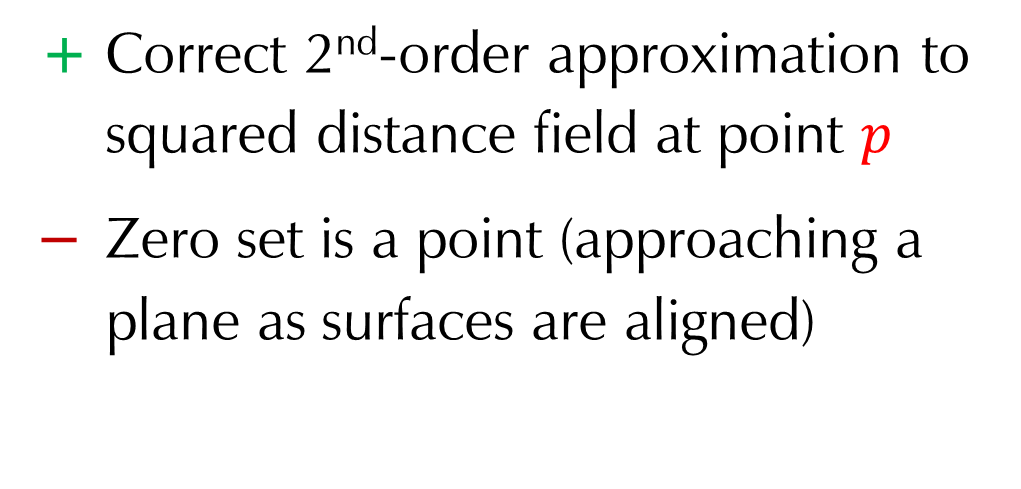 + Correct 2nd-order approximation to
squared distance field at point p
− Zero set is a point (approaching a
plane as surfaces are aligned)